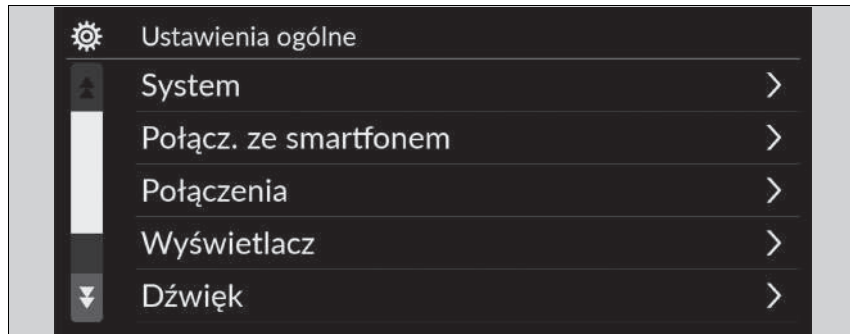 Ustawienia ogólne
System
Połącz. ze smartfonem
Połączenia
Wyświetlacz
Dźwięk